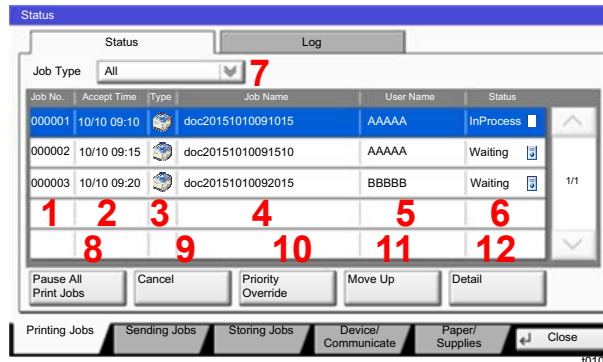 Status
Status Log
Job Type All 7
Job No. Accept Time Type Job Name User Name Status
000001 10/10 09:10 doc20151010091015 AAAAA InProcess
000002 10/10 09:15 doc20151010091510 AAAAA Waiting
000003 10/10 09:20 doc20151010092015 BBBBB Waiting 1/1
1 2 3 4 5 6
8 9 10 11 12
Pause All Cancel Priority Move Up Detail
Print Jobs Override
Printing Jobs Sending Jobs Storing Jobs Device/ Paper/ Close
Communicate Supplies